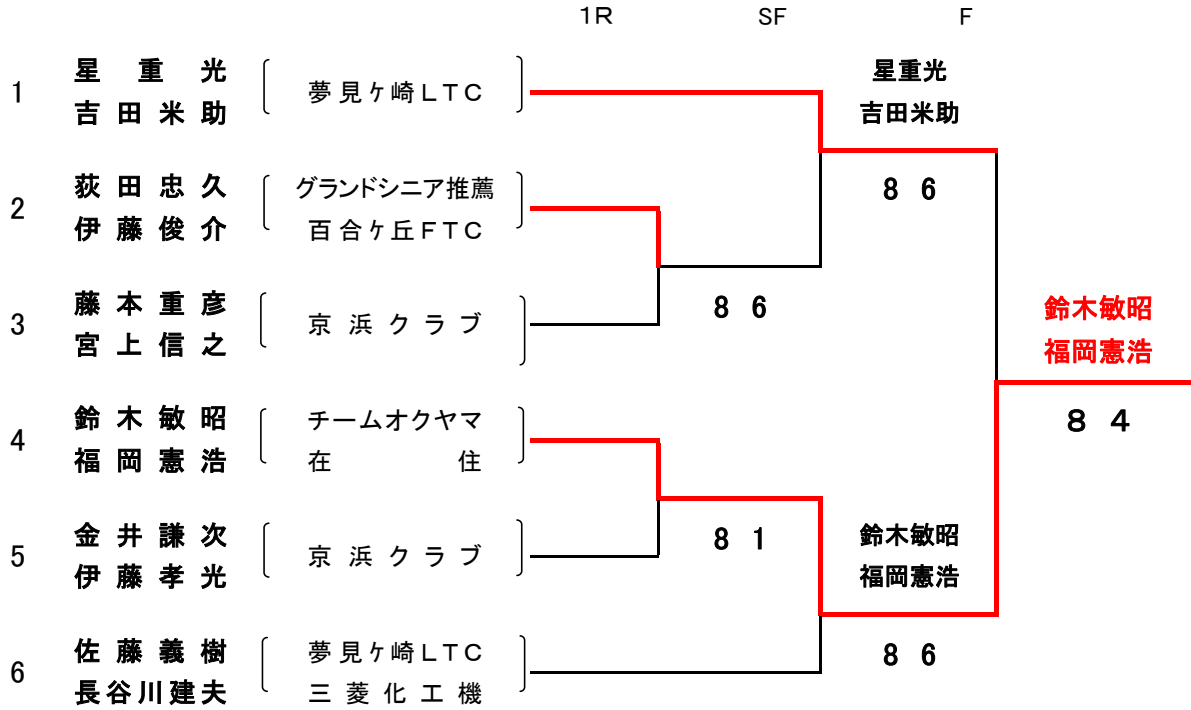 1R SF F
1
星 重 光
吉 田 米 助
夢見ケ崎LTC
星重光
吉田米助
8 6
2
荻 田 忠 久
伊 藤 俊 介
グランドシニア推薦
百合ケ丘FTC
8 6
3
藤 本 重 彦
宮 上 信 之
京 浜 ク ラ ブ
鈴木敏昭
福岡憲浩
8 4
4
鈴 木 敏 昭
福 岡 憲 浩
チームオクヤマ
在 住
8 1
5
金 井 謙 次
伊 藤 孝 光
京 浜 ク ラ ブ
鈴木敏昭
福岡憲浩
8 6
6
佐 藤 義 樹
長谷川建夫
夢見ケ崎LTC
三 菱 化 工 機